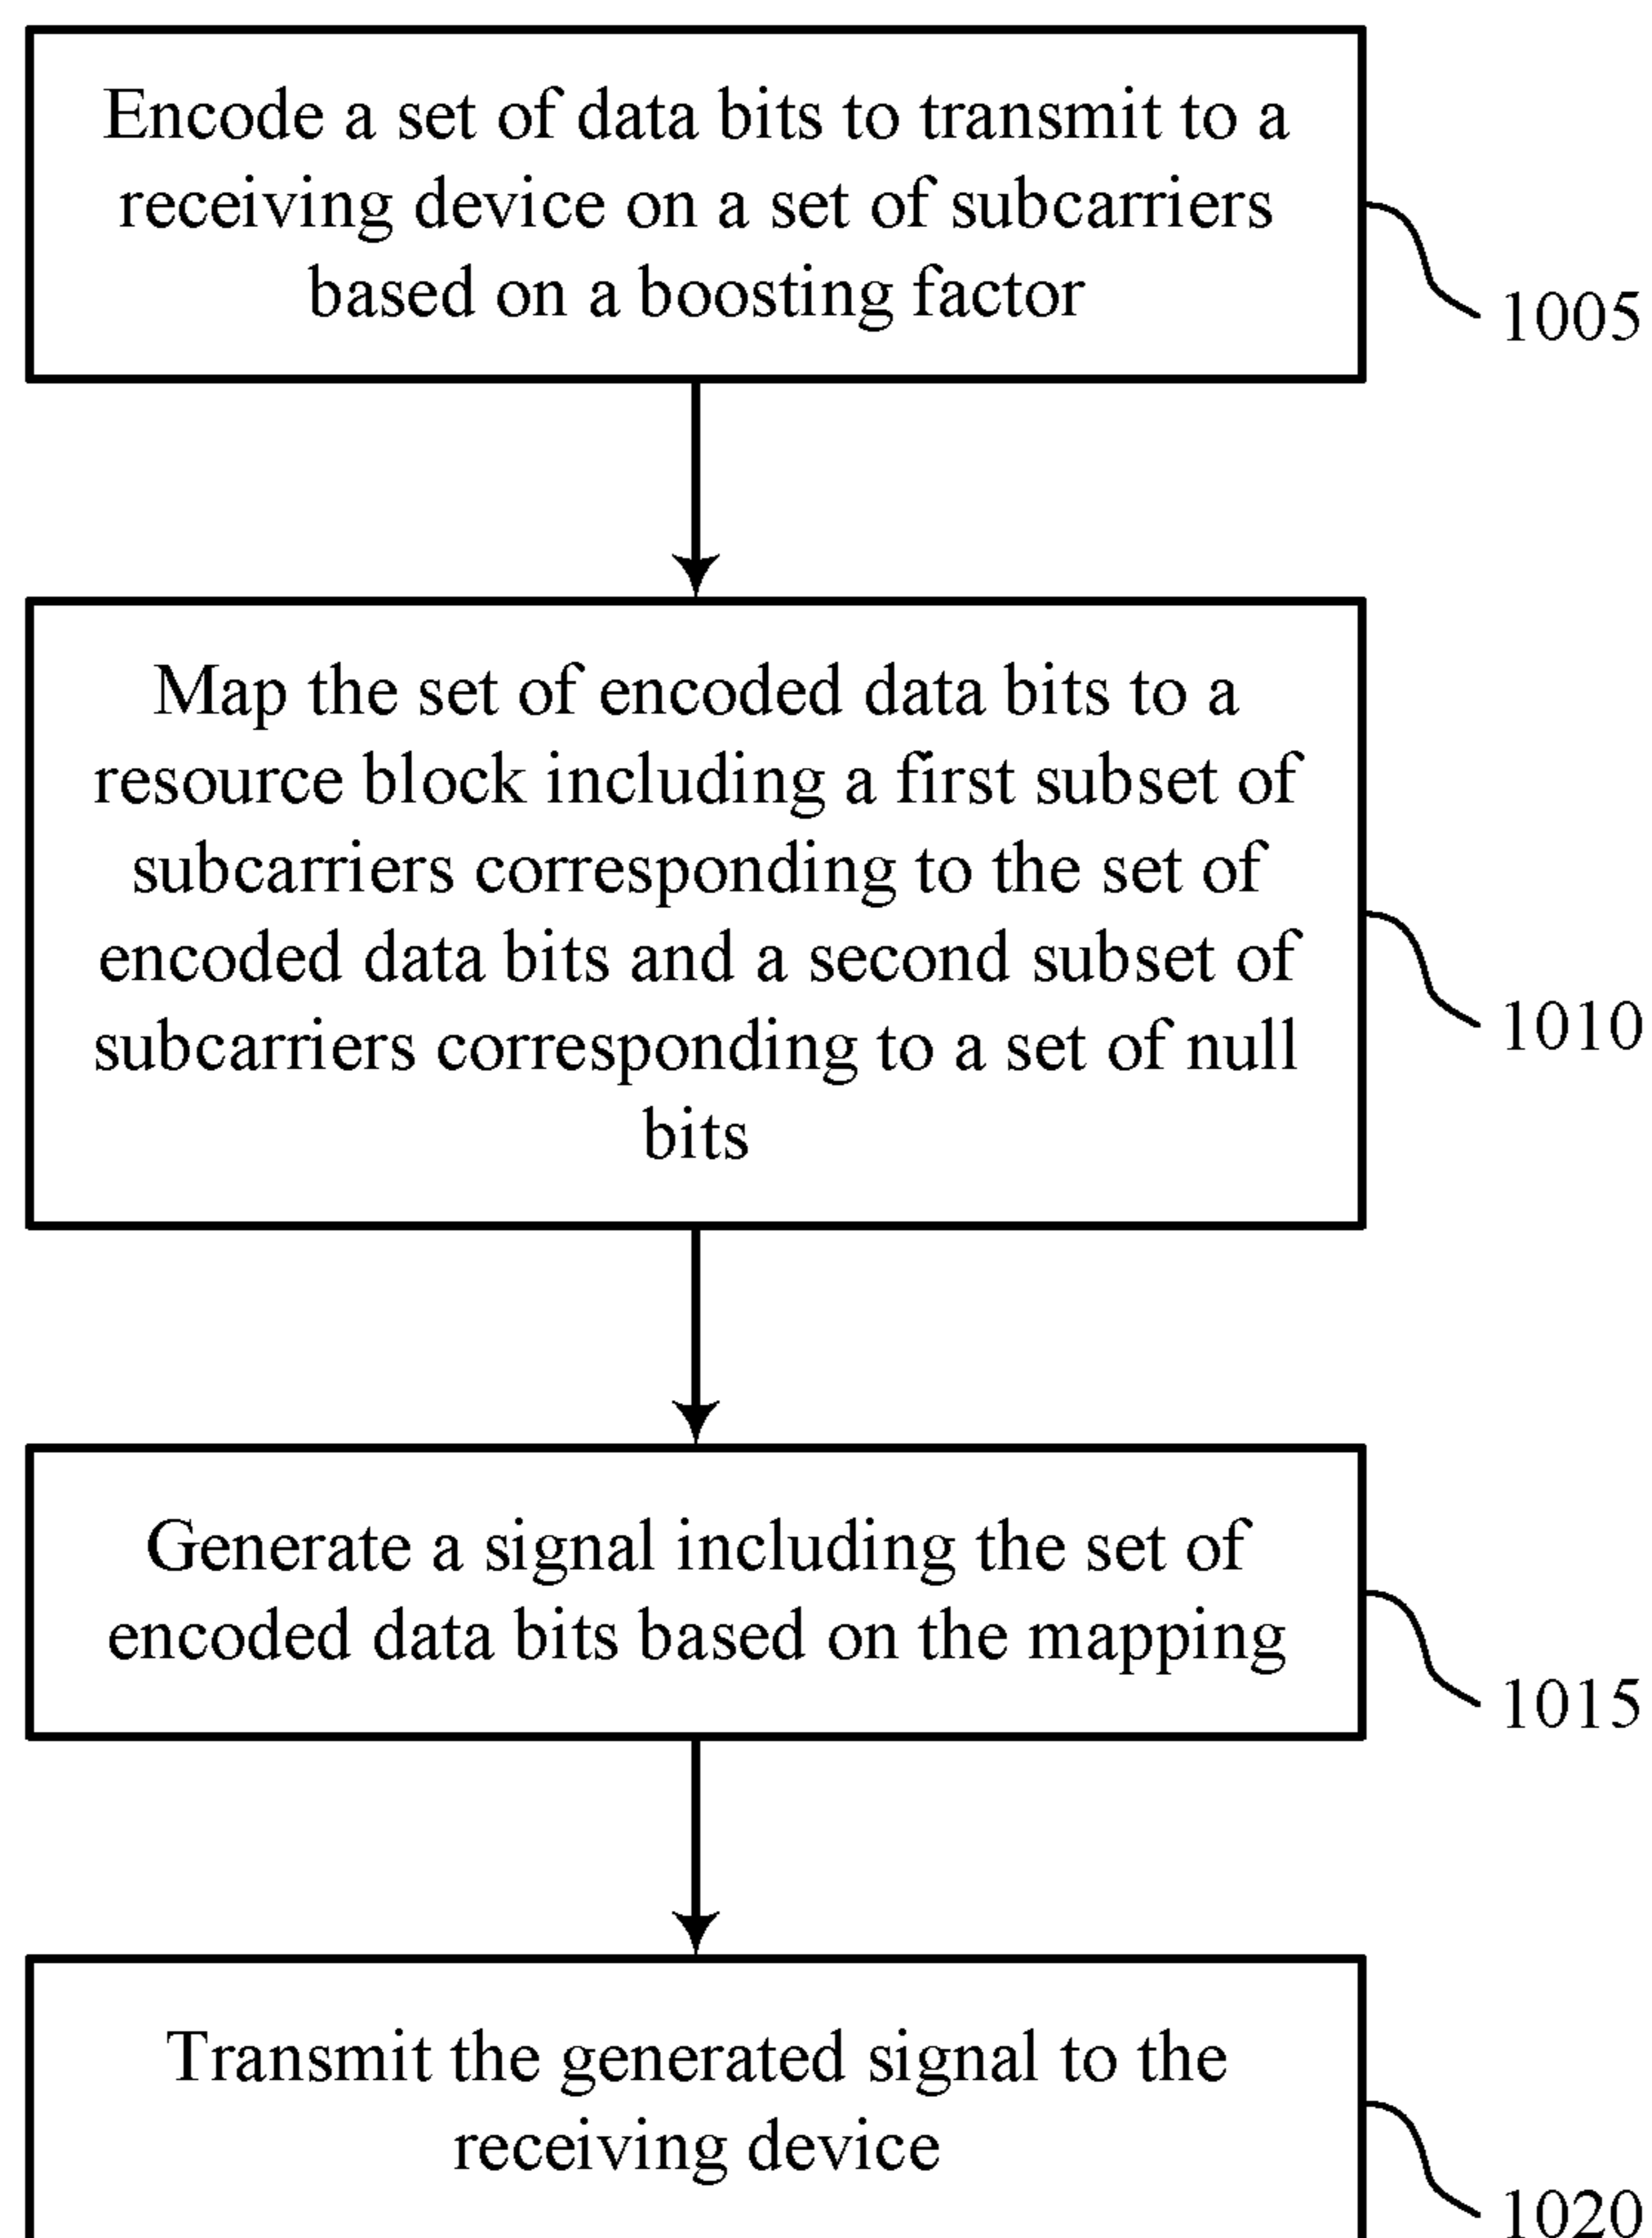 Encode a set of data bits to transmit to a
receiving device on a set of subcarriers
based on a boosting factor
1005
Map the set of encoded data bits to a
resource block including a first subset of
subcarriers corresponding to the set of
encoded data bits and a second subset of
subcarriers corresponding to a set of null
bits
1010
Generate a signal including the set of
encoded data bits based on the mapping
1015
Transmit the generated signal to the
receiving device
1020